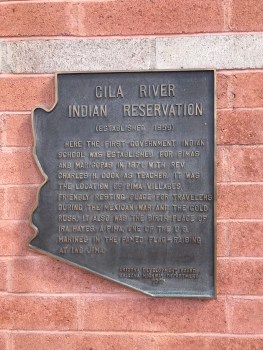 GILA RIVER
INDIAN RESERVATION
(ESTABLISHED 1859)
HERE THE FIRST GOVERNMENT INDIAN
SCHOOL WAS ESTABLISHED FOR PIMAS
AND MARICOPAS IN 1871 WITH REV.
CHARLES H. COOK AS TEACHER. IT WAS
THE LOCATION OF PIMA VILLAGES,
FRIENDLY RESTING PLACE FOR TRAVELERS
DURING THE MEXICAN WAR AND THE GOLD
RUSH. IT ALSO WAS THE BIRTH PLACE OF
IRA HAYES, A PIMA, ONE OF THE U.S.
MARINES IN THE FAMED FLAG-RAISING
AT IWO JIMA.
ARIZONA